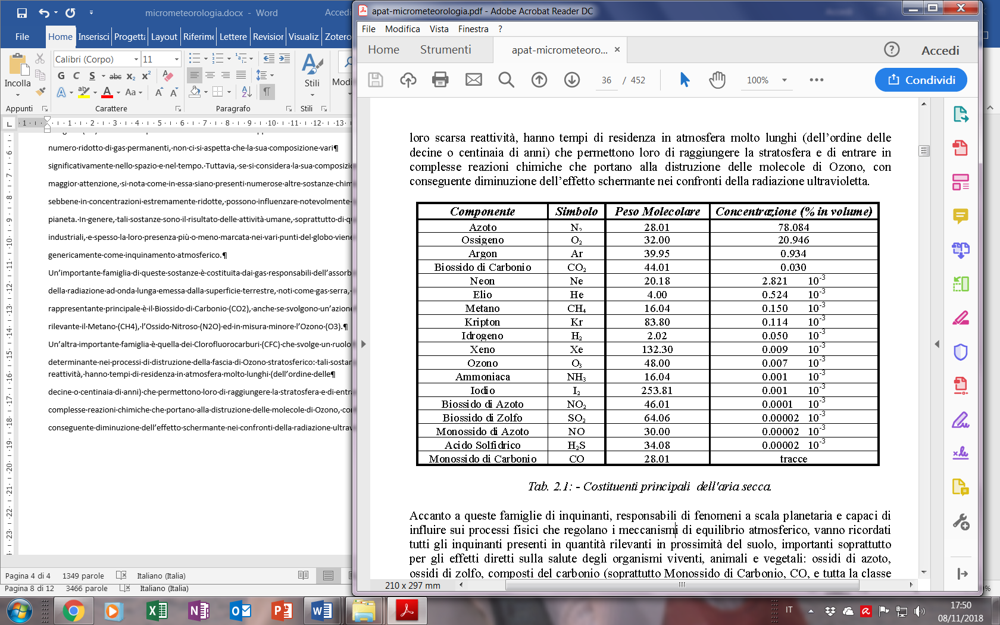 micrometeorologia.docx - Word
Accedi
File Home Inserisci Progetta Layout Riferime Lettere Revisior Visualiz Zotero
Incolla
Calibri (Corpo) 11
G C S abc x₂ x²
A ab A Aa A A
Stili
Modi
Appunti Carattere Paragrafo Stili
L
1 1 2 3 4 5 6 7 8 9 10 11 12 13
numero·ridotto·di·gas·permanenti,·non·ci·si·aspetta·che·la·sua·composizione·vari¶
significativamente·nello·spazio·e·nel·tempo.·Tuttavia,·se·si·considera·la·sua·composizio
maggior·attenzione,·si·nota·come·in·essa·siano·presenti·numerose·altre·sostanze·chim
sebbene·in·concentrazioni·estremamente·ridotte,·possono·influenzare·notevolmente·
pianeta.·In·genere,·tali·sostanze·sono·il·risultato·delle·attività·umane,·soprattutto·di·qu
industriali,·e·spesso·la·loro·presenza·più·o·meno·marcata·nei·vari·punti·del·globo·viene
genericamente·come·inquinamento·atmosferico.¶
Un’importante·famiglia·di·queste·sostanze·è·costituita·dai·gas·responsabili·dell’assorb
della·radiazione·ad·onda·lunga·emessa·dalla·superficie·terrestre,·noti·come·gas·serra,·
rappresentante·principale·è·il·Biossido·di·Carbonio·(CO2),·anche·se·svolgono·un’azione
rilevante·il·Metano·(CH4),·l’Ossido·Nitroso·(N2O)·ed·in·misura·minore·l’Ozono·(O3).¶
Un’altra·importante·famiglia·è·quella·dei·Clorofluorocarburi·(CFC)·che·svolge·un·ruolo
determinante·nei·processi·di·distruzione·della·fascia·di·Ozono·stratosferico:·tali·sostan
reattività,·hanno·tempi·di·residenza·in·atmosfera·molto·lunghi·(dell’ordine·delle¶
decine·o·centinaia·di·anni)·che·permettono·loro·di·raggiungere·la·stratosfera·e·di·entra
complesse·reazioni·chimiche·che·portano·alla·distruzione·delle·molecole·di·Ozono,·co
conseguente·diminuzione·dell’effetto·schermante·nei·confronti·della·radiazione·ultrav
Pagina 4 di 4 1349 parole Italiano (Italia)
Pagina 8 di 12 3466 parole Italiano (Italia)
apat-micrometeorologia.pdf - Adobe Acrobat Reader DC
File Modifica Vista Finestra ?
Home Strumenti apat-micrometeoro... × ? Accedi
36 / 452 100% Condividi
loro scarsa reattività, hanno tempi di residenza in atmosfera molto lunghi (dell’ordine delle
decine o centinaia di anni) che permettono loro di raggiungere la stratosfera e di entrare in
complesse reazioni chimiche che portano alla distruzione delle molecole di Ozono, con
conseguente diminuzione dell’effetto schermante nei confronti della radiazione ultravioletta.
Componente Simbolo Peso Molecolare Concentrazione (% in volume)
Azoto N₂ 28.01 78.084
Ossigeno O₂ 32.00 20.946
Argon Ar 39.95 0.934
Biossido di Carbonio CO₂ 44.01 0.030
Neon Ne 20.18 2.821 10⁻³
Elio He 4.00 0.524 10⁻³
Metano CH₄ 16.04 0.150 10⁻³
Kripton Kr 83.80 0.114 10⁻³
Idrogeno H₂ 2.02 0.050 10⁻³
Xeno Xe 132.30 0.009 10⁻³
Ozono O₃ 48.00 0.007 10⁻³
Ammoniaca NH₃ 16.04 0.001 10⁻³
Iodio I₂ 253.81 0.001 10⁻³
Biossido di Azoto NO₂ 46.01 0.0001 10⁻³
Biossido di Zolfo SO₂ 64.06 0.00002 10⁻³
Monossido di Azoto NO 30.00 0.00002 10⁻³
Acido Solfidrico H₂S 34.08 0.00002 10⁻³
Monossido di Carbonio CO 28.01 tracce
Tab. 2.1: - Costituenti principali dell'aria secca.
Accanto a queste famiglie di inquinanti, responsabili di fenomeni a scala planetaria e capaci di
influire sui processi fisici che regolano i meccanismi di equilibrio atmosferico, vanno ricordati
tutti gli inquinanti presenti in quantità rilevanti in prossimità del suolo, importanti soprattutto
per gli effetti diretti sulla salute degli organismi viventi, animali e vegetali: ossidi di azoto,
ossidi di zolfo, composti del carbonio (soprattutto Monossido di Carbonio, CO, e tutta la classe
210 x 297 mm
IT
17:50
08/11/2018